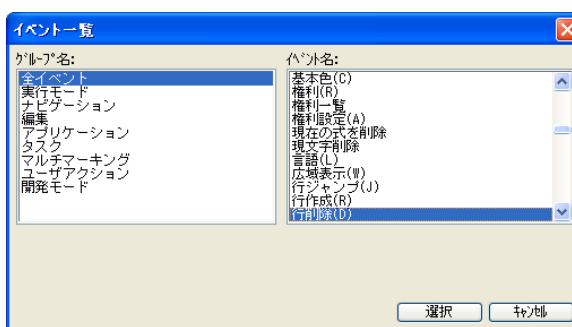 イベント一覧
ｸﾞﾙｰﾌﾟ名:
全イベント
実行モード
ナビゲーション
編集
アプリケーション
タスク
マルチマーキング
ユーザアクション
開発モード
ｲﾍﾞﾝﾄ名:
基本色(C)
権利(R)
権利一覧
権利設定(A)
現在の式を削除
現文字削除
言語(L)
広域表示(W)
行ジャンプ(J)
行作成(R)
行削除(D)
選択
ｷｬﾝｾﾙ